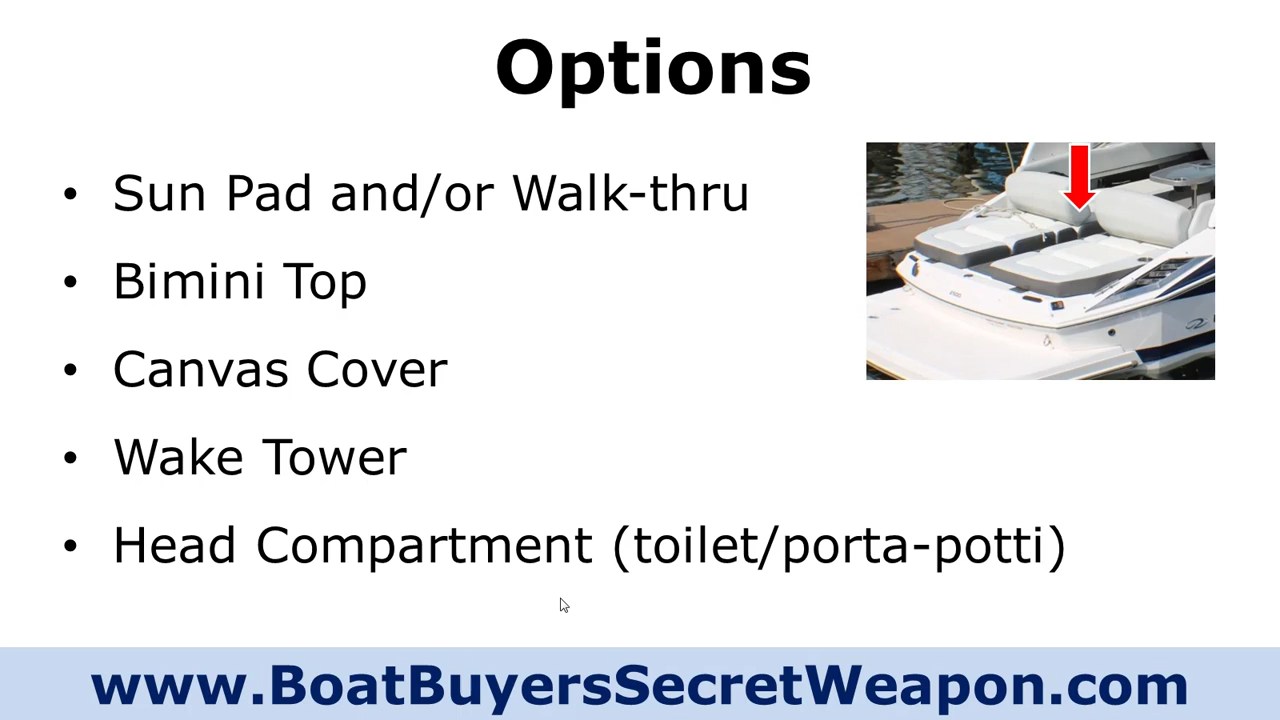 Options
• Sun Pad and/or Walk-thru
• Bimini Top
• Canvas Cover
• Wake Tower
• Head Compartment (toilet/porta-potti)
www.BoatBuyersSecretWeapon.com